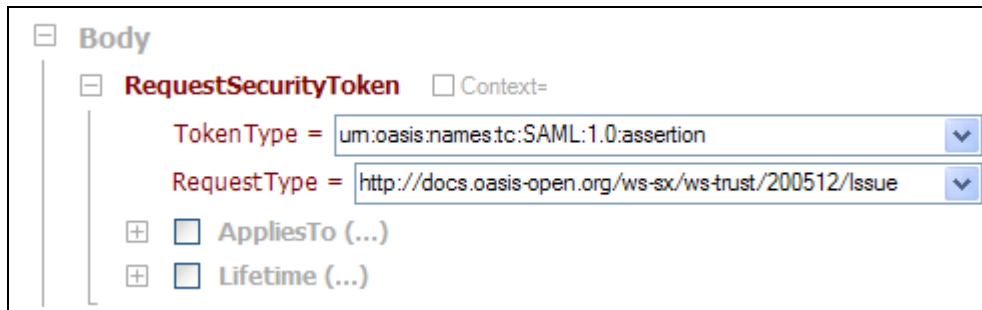 Body
RequestSecurityToken Context=
TokenType = urn:oasis:names:tc:SAML:1.0:assertion
RequestType = http://docs.oasis-open.org/ws-sx/ws-trust/200512/Issue
AppliesTo (...)
Lifetime (...)